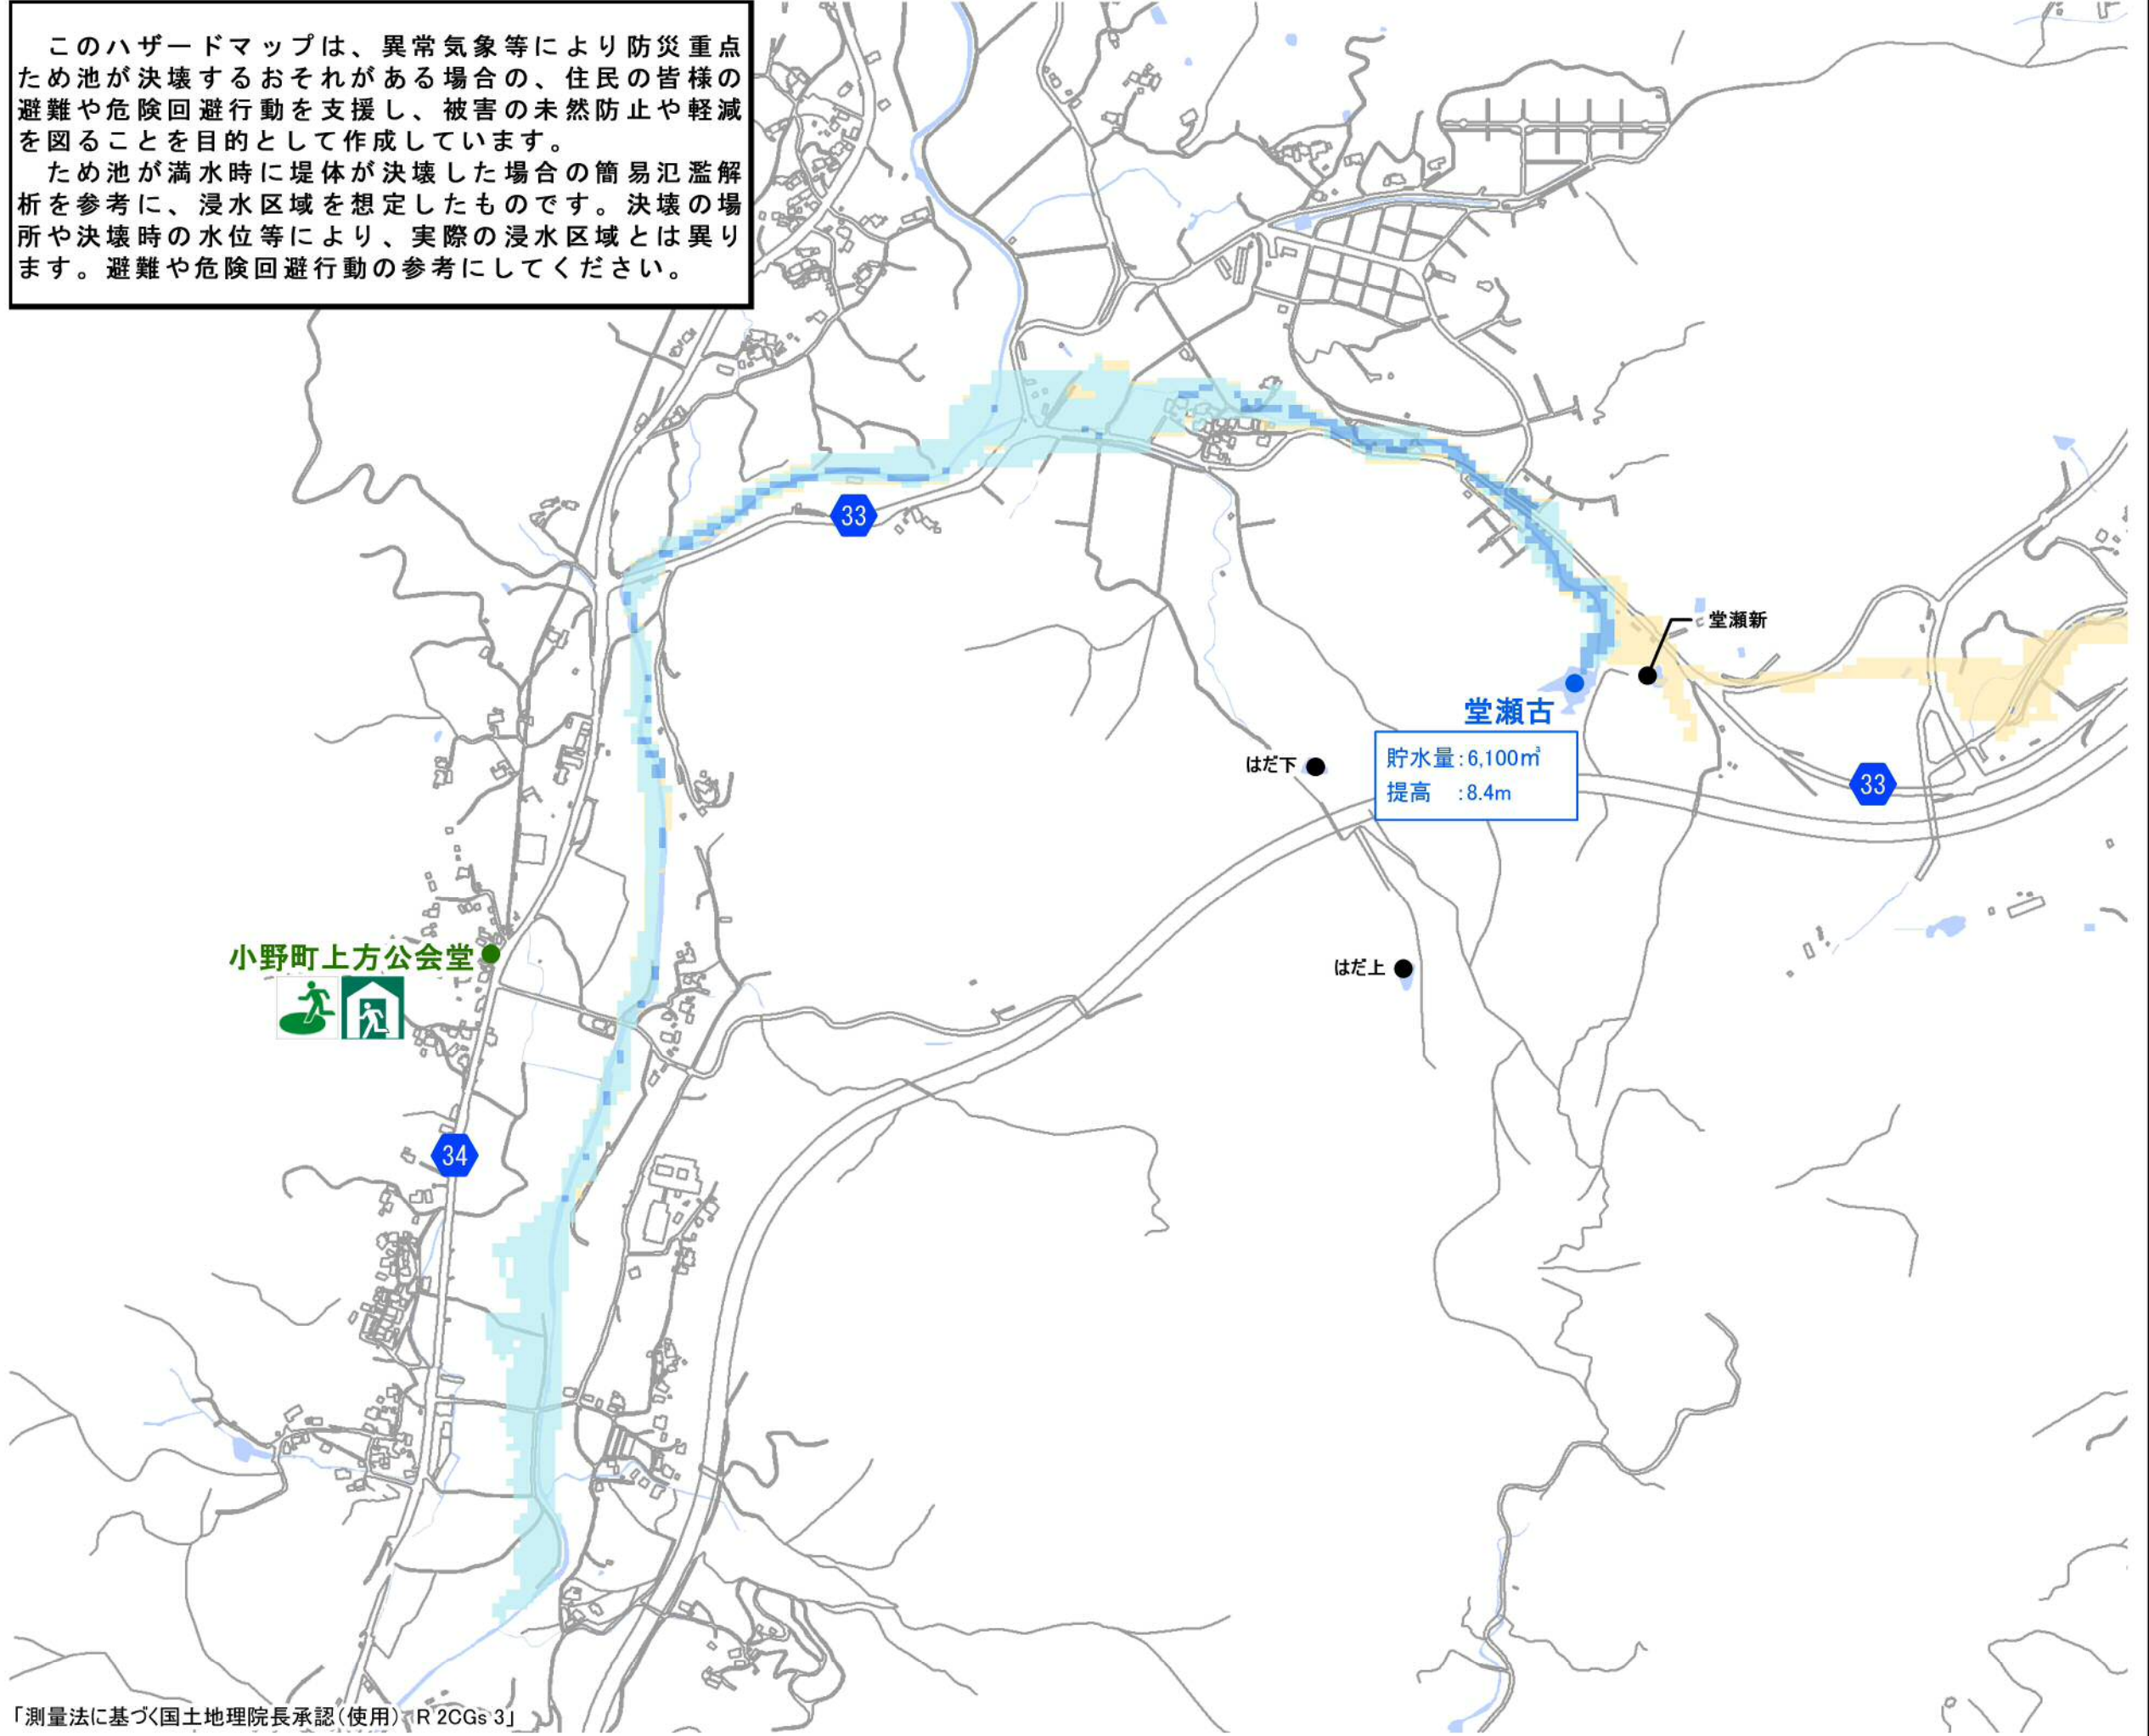 このハザードマップは、異常気象等により防災重点
ため池が決壊するおそれがある場合の、住民の皆様の
避難や危険回避行動を支援し、被害の未然防止や軽減
を図ることを目的として作成しています。
ため池が満水時に堤体が決壊した場合の簡易氾濫解
析を参考に、浸水区域を想定したものです。決壊の場
所や決壊時の水位等により、実際の浸水区域とは異り
ます。避難や危険回避行動の参考にしてください。
33
堂瀬新
堂瀬古
貯水量:6,100㎥
提高 :8.4m
はだ下
33
小野町上方公会堂
はだ上
34
「測量法に基づく国土地理院長承認(使用) R 2CGs 3」